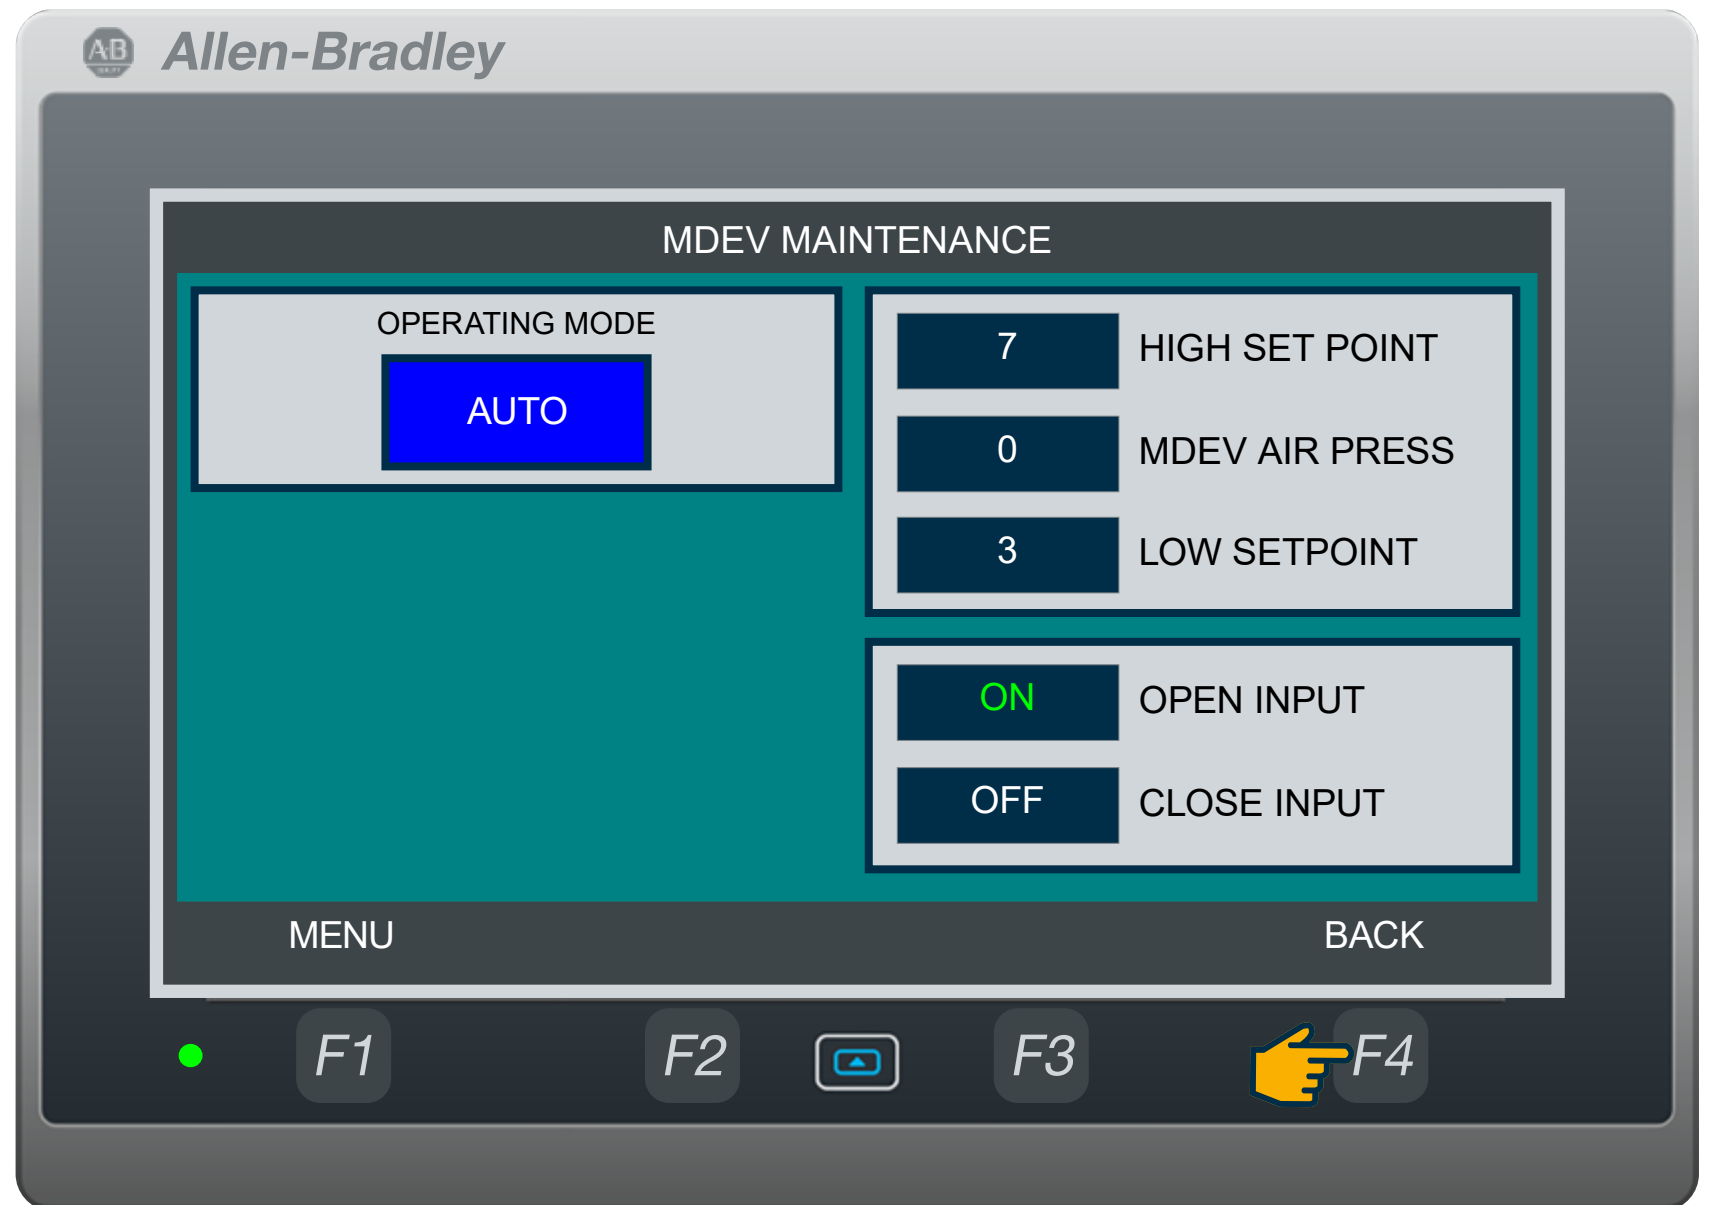 AB
Allen-Bradley
MDEV MAINTENANCE
OPERATING MODE
AUTO
7 HIGH SET POINT
0 MDEV AIR PRESS
3 LOW SETPOINT
ON OPEN INPUT
OFF CLOSE INPUT
MENU BACK
F1 F2 F3 F4